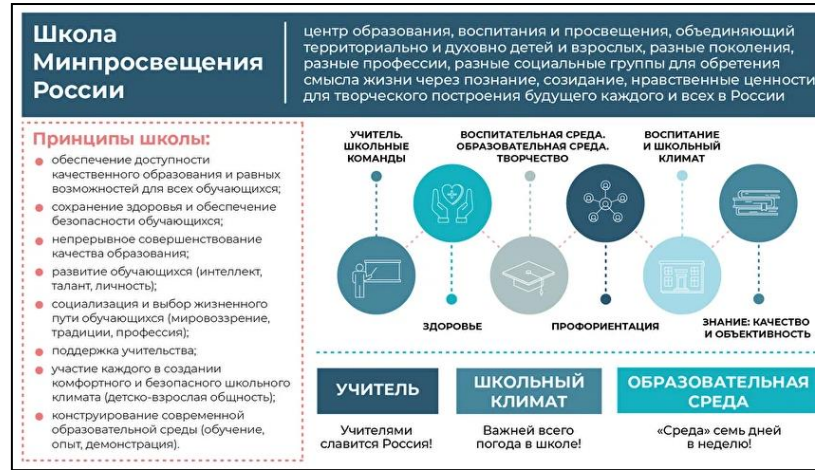 Школа
Минпросвещения
России
центр образования, воспитания и просвещения, объединяющий
территориально и духовно детей и взрослых, разные поколения,
разные профессии, разные социальные группы для обретения
смысла жизни через познание, созидание, нравственные ценности
для творческого построения будущего каждого и всех в России
Принципы школы:
обеспечение доступности
качественного образования и равных
возможностей для всех обучающихся;
сохранение здоровья и обеспечение
безопасности обучающихся;
непрерывное совершенствование
качества образования;
развитие обучающихся (интеллект,
талант, личность);
социализация и выбор жизненного
пути обучающихся (мировоззрение,
традиции, профессия);
поддержка учительства;
участие каждого в создании
комфортного и безопасного школьного
климата (детско-взрослая общность);
конструирование современной
образовательной среды (обучение,
опыт, демонстрация).
УЧИТЕЛЬ.
ШКОЛЬНЫЕ
КОМАНДЫ
ВОСПИТАТЕЛЬНАЯ СРЕДА.
ОБРАЗОВАТЕЛЬНАЯ СРЕДА.
ТВОРЧЕСТВО
ВОСПИТАНИЕ
И ШКОЛЬНЫЙ
КЛИМАТ
ЗДОРОВЬЕ
ПРОФОРИЕНТАЦИЯ
ЗНАНИЕ: КАЧЕСТВО
И ОБЪЕКТИВНОСТЬ
УЧИТЕЛЬ
Учителями
славится Россия!
ШКОЛЬНЫЙ
КЛИМАТ
Важней всего
погода в школе!
ОБРАЗОВАТЕЛЬНАЯ
СРЕДА
«Среда» семь дней
в неделю!